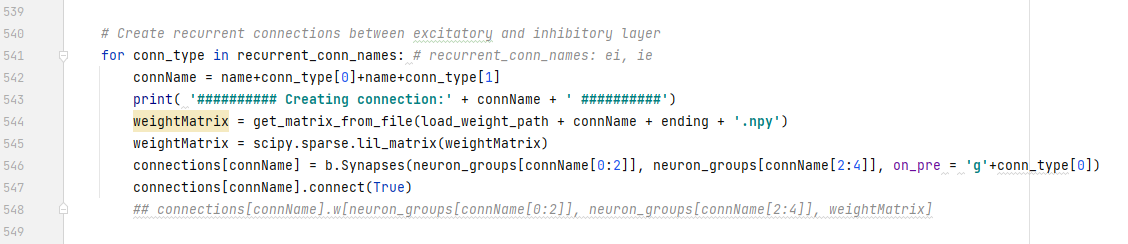 539
540 # Create recurrent connections between excitatory and inhibitory layer
541 for conn_type in recurrent_conn_names: # recurrent_conn_names: ei, ie
542 connName = name+conn_type[0]+name+conn_type[1]
543 print( '########## Creating connection:' + connName + ' ##########')
544 weightMatrix = get_matrix_from_file(load_weight_path + connName + ending + '.npy')
545 weightMatrix = scipy.sparse.lil_matrix(weightMatrix)
546 connections[connName] = b.Synapses(neuron_groups[connName[0:2]], neuron_groups[connName[2:4]], on_pre = 'g'+conn_type[0])
547 connections[connName].connect(True)
548 ## connections[connName].w[neuron_groups[connName[0:2]], neuron_groups[connName[2:4]], weightMatrix]
549